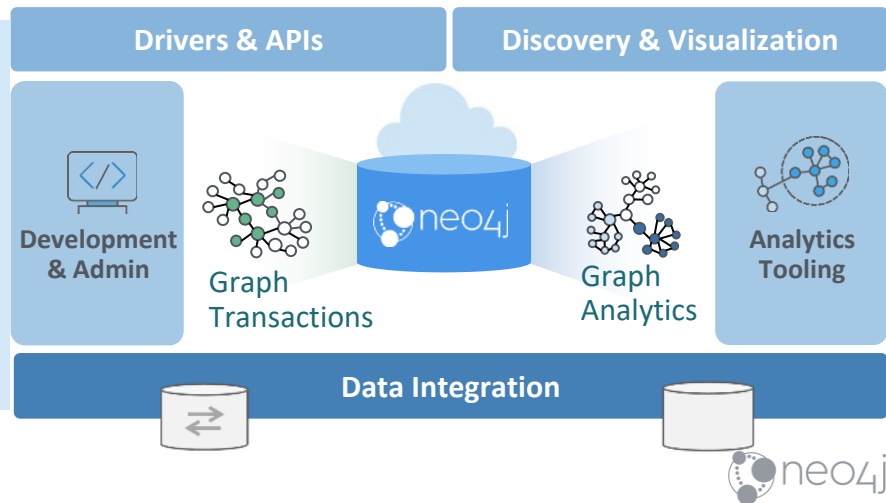 Drivers & APIs
Discovery & Visualization
</>
Development
& Admin
neo4j
Graph
Transactions
Graph
Analytics
Analytics
Tooling
Data Integration
neo4j